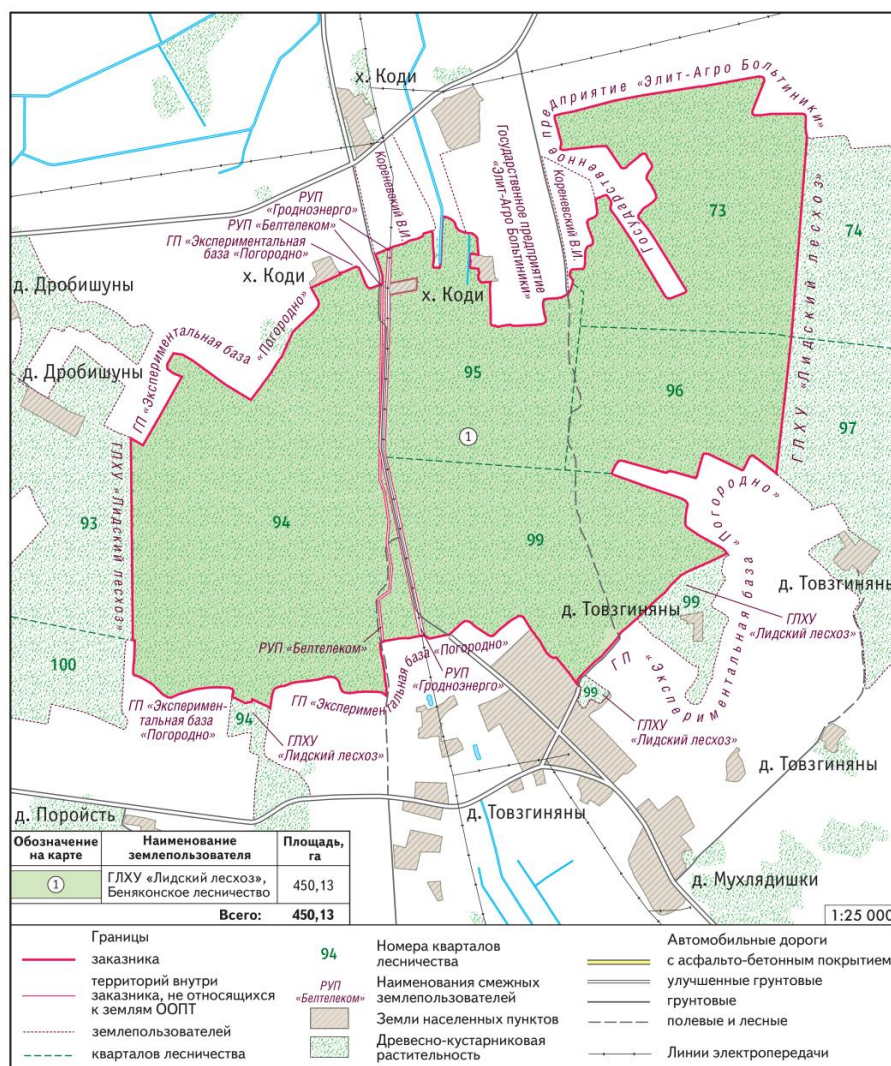 х. Коди
Государственное предприятие «Элит-Агро Больтиники»
Кореневский В.И.
Государственное предприятие
«Элит-Агро Больтиники»
Кореневский В.И.
РУП
«Гродноэнерго»
РУП «Белтелеком»
ГП «Экспериментальная
база «Погородно»
73
74
ГЛХУ «Лидский лесхоз»
х. Коди
х. Коди
д. Дробишуны
ГП «Экспериментальная база «Погородно»
д. Дробишуны
95
96
97
1
ГЛХУ «Лидский лесхоз»
93
94
99
ГП «Экспериментальная база «Погородно»
д. Товзгиняны
д. Товзгиняны
99
ГЛХУ
«Лидский лесхоз»
РУП «Белтелеком»
ГП «Экспериментальная база «Погородно»
РУП
«Гродноэнерго»
100
ГП «Эксперимен-
тальная база
«Погородно»
94
ГЛХУ
«Лидский лесхоз»
99
ГЛХУ
«Лидский лесхоз»
д. Товзгиняны
д. Поройсть
д. Товзгиняны
д. Мухлядишки
Обозначение на карте
Наименование землепользователя
Площадь, га
1
ГЛХУ «Лидский лесхоз»,
Беняконское лесничество
450,13
Всего: 450,13
1:25 000
Границы
заказника
территорий внутри
заказника, не относящихся
к землям ООПТ
землепользователей
кварталов лесничества
94
Номера кварталов
лесничества
РУП
«Белтелеком»
Наименования смежных
землепользователей
Земли населенных пунктов
Древесно-кустарниковая
растительность
Автомобильные дороги
с асфальто-бетонным покрытием
улучшенные грунтовые
грунтовые
полевые и лесные
Линии электропередачи